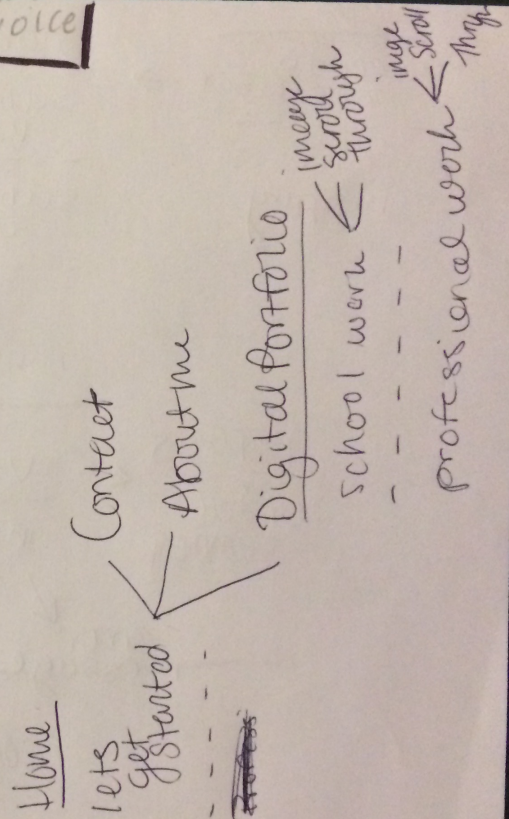 oice
Home
lets
get
started
Contact
About me
Digital Portfolio
school work
image
scroll
through
professional work
image
scroll